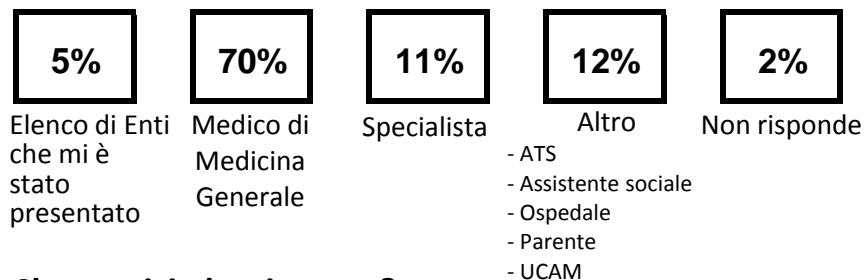 5%
70%
11%
12%
2%
Elenco di Enti
che mi è
stato
presentato
Medico di
Medicina
Generale
Specialista
Altro
- ATS
- Assistente sociale
- Ospedale
- Parente
- UCAM
Non risponde